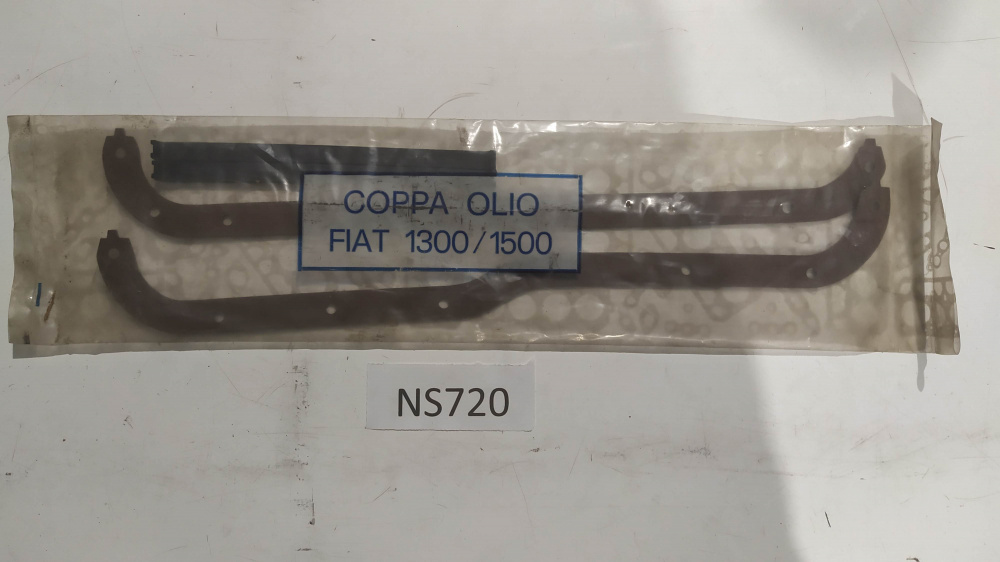 COPPA OLIO
FIAT 1300/1500
NS720